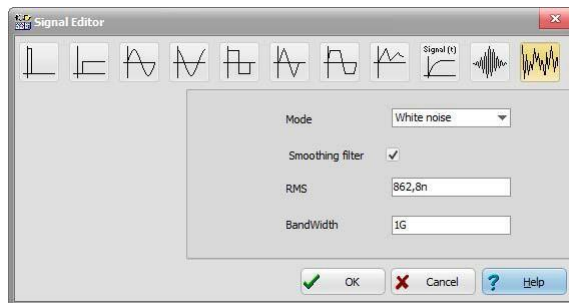 Signal Editor
Signal (t)
Mode White noise
Smoothing filter
RMS 862,8n
BandWidth 1G
OK Cancel ? Help